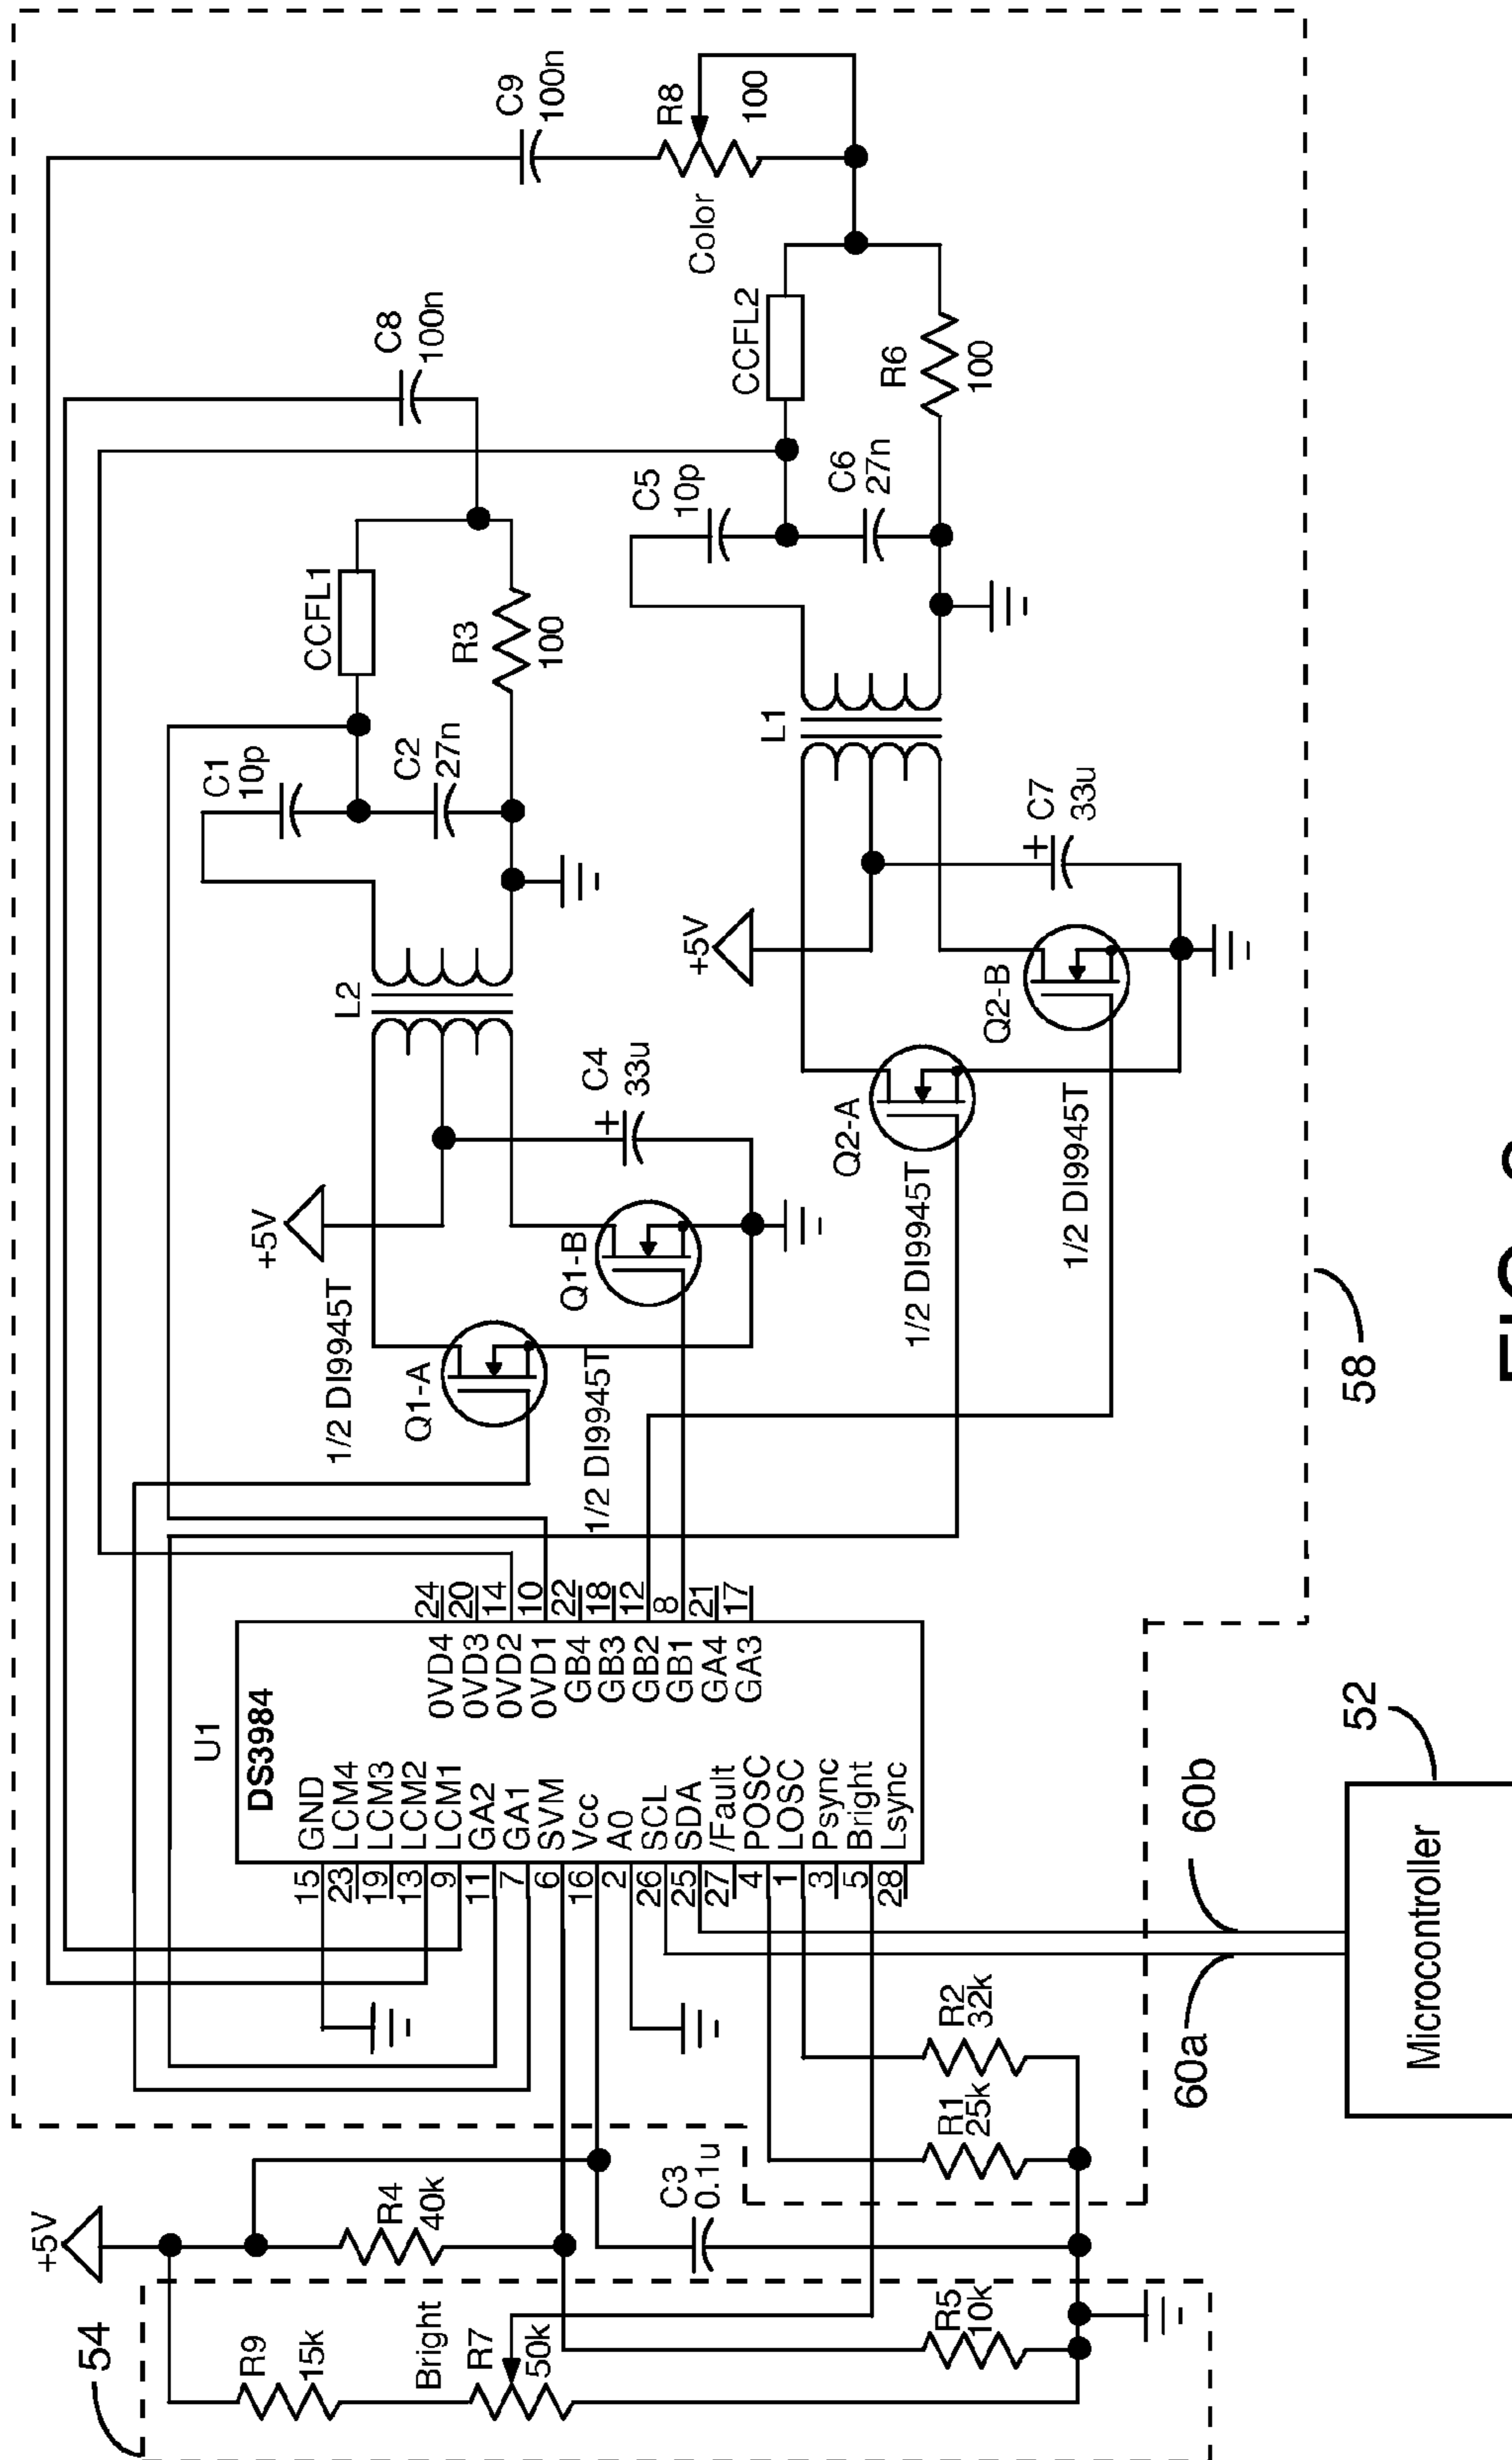 54
+5V
R9
15k
Bright
R7
50k
R4
40k
R5
10k
C3
0.1u
R1
25k
R2
32k
U1
DS3984
15 GND
23 LCM4
19 LCM3
13 LCM2
9 LCM1
11 GA2
7 GA1
6 SVM
16 Vcc
2 A0
26 SCL
25 SDA
27 /Fault
4 POSC
1 LOSC
3 Psync
5 Bright
28 Lsync
0VD4 24
0VD3 20
0VD2 14
0VD1 10
GB4 22
GB3 18
GB2 12
GB1 8
GA4 21
GA3 17
60a
60b
52
Microcontroller
1/2 DI9945T
Q1-A
1/2 DI9945T
Q1-B
+5V
C4
+
33u
L2
C1
10p
C2
27n
CCFL1
R3
100
C8
100n
1/2 DI9945T
Q2-A
1/2 DI9945T
Q2-B
+5V
C7
+
33u
L1
C5
10p
C6
27n
CCFL2
R6
100
C9
100n
Color
R8
100
58
FIG.